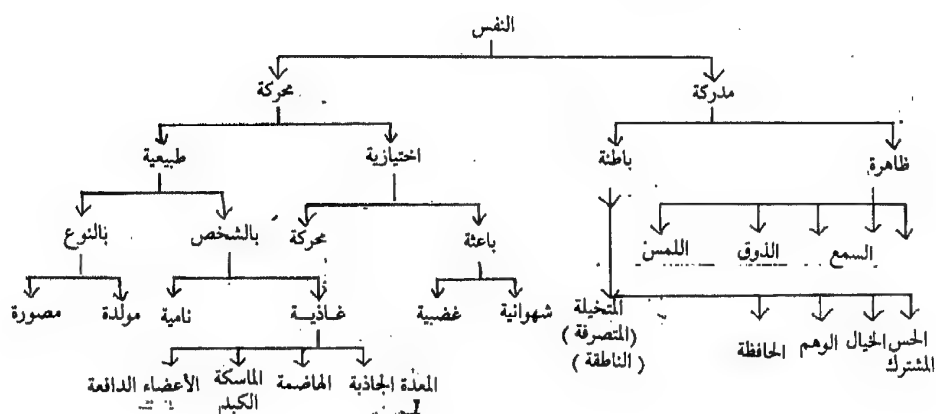 النفس
مدركة محركة
ظاهرة باطنة اختيازية طبيعية
السمع الذوق اللمس باعثة محركة بالشخص بالنوع
شهوانية غضبية غاذية نامية مولدة مصورة
الحس المشترك الخيال الوهم الحافظة المتخيلة
(المتصرفة)
(الناطقة)
المعدة الجاذبة الهاضمة الماسكة الأعضاء الدافعة
الكبد